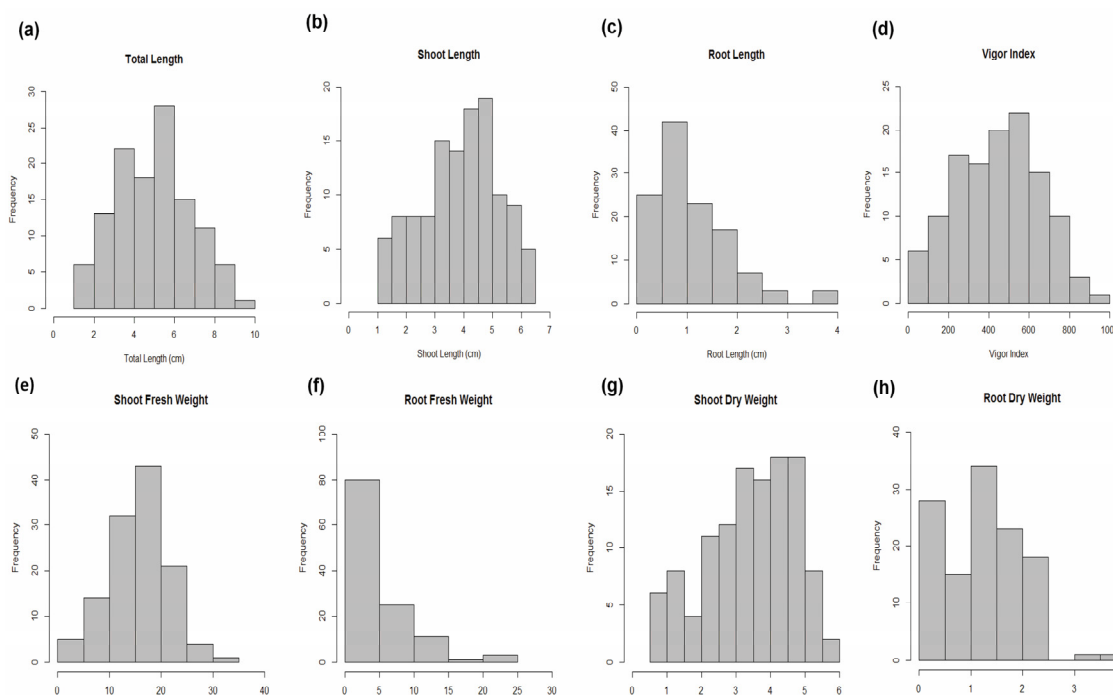 (a)
Total Length
Frequency
0 5 10 15 20 25 30
0 2 4 6 8 10
Total Length (cm)
(b)
Shoot Length
Frequency
0 5 10 15 20
0 1 2 3 4 5 6 7
Shoot Length (cm)
(c)
Root Length
Frequency
0 10 20 30 40 50
0 1 2 3 4
Root Length (cm)
(d)
Vigor Index
Frequency
0 5 10 15 20 25
0 200 400 600 800 100
Vigor Index
(e)
Shoot Fresh Weight
Frequency
0 10 20 30 40 50
0 10 20 30 40
(f)
Root Fresh Weight
Frequency
0 20 40 60 80 100
0 5 10 15 20 25 30
(g)
Shoot Dry Weight
Frequency
0 5 10 15 20
0 1 2 3 4 5 6
(h)
Root Dry Weight
Frequency
0 10 20 30 40
0 1 2 3